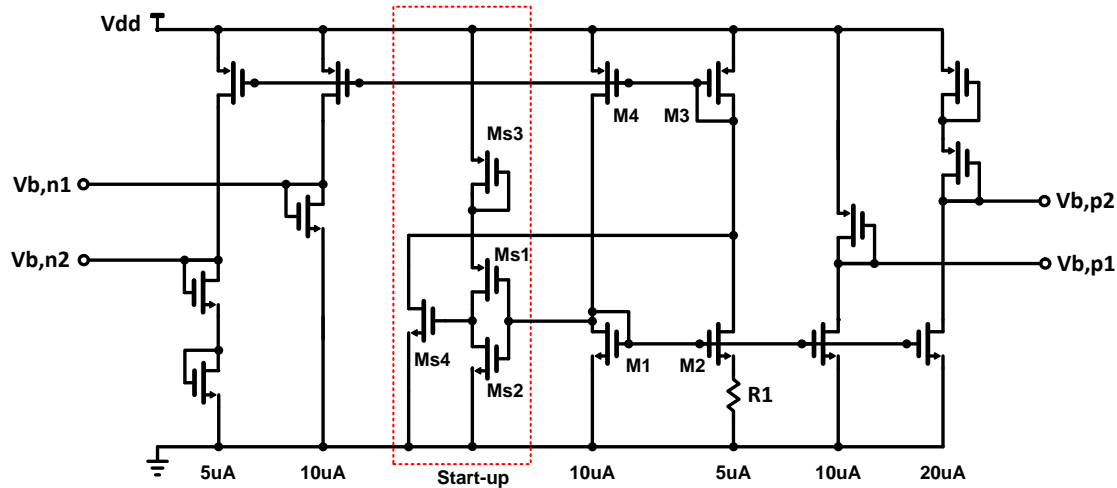 Vdd
M4
M3
Ms3
Vb,n1
Vb,p2
Vb,n2
Ms1
Vb,p1
Ms4
M1
M2
Ms2
R1
5uA
10uA
Start-up
10uA
5uA
10uA
20uA